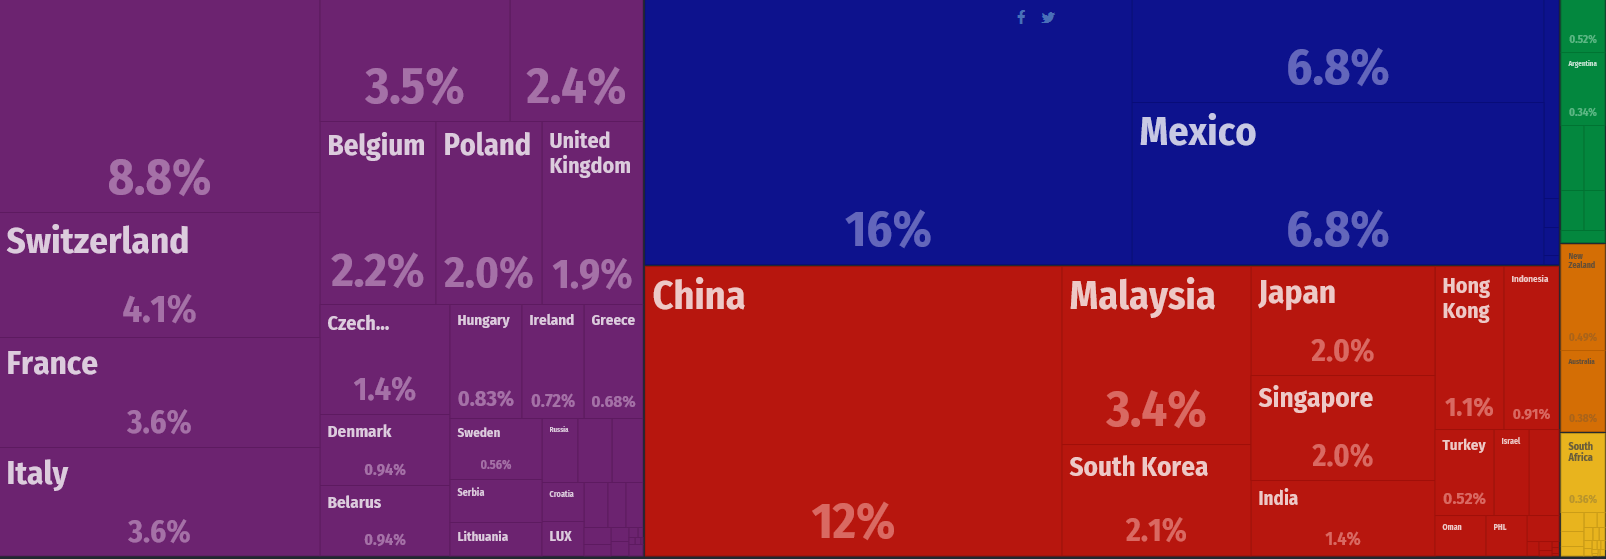 8.8%
Switzerland
4.1%
France
3.6%
Italy
3.6%
3.5%
2.4%
Belgium
2.2%
Poland
2.0%
United
Kingdom
1.9%
Czech...
1.4%
Denmark
0.94%
Belarus
0.94%
Hungary
0.83%
Ireland
0.72%
Greece
0.68%
Sweden
0.56%
Serbia
Lithuania
Russia
Croatia
LUX
16%
6.8%
Mexico
6.8%
China
12%
Malaysia
3.4%
South Korea
2.1%
Japan
2.0%
Singapore
2.0%
India
1.4%
Hong
Kong
1.1%
Indonesia
0.91%
Turkey
0.52%
Israel
Oman
PHL
0.52%
Argentina
0.34%
New
Zealand
0.49%
Australia
0.38%
South
Africa
0.36%